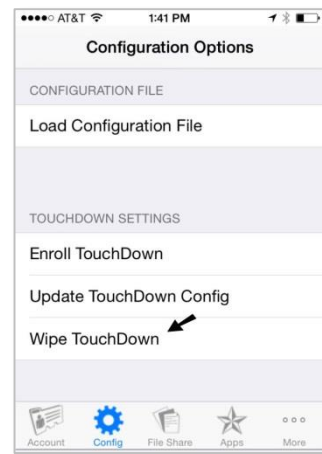 AT&T 1:41 PM
Configuration Options
CONFIGURATION FILE
Load Configuration File
TOUCHDOWN SETTINGS
Enroll TouchDown
Update TouchDown Config
Wipe TouchDown
Account Config File Share Apps More